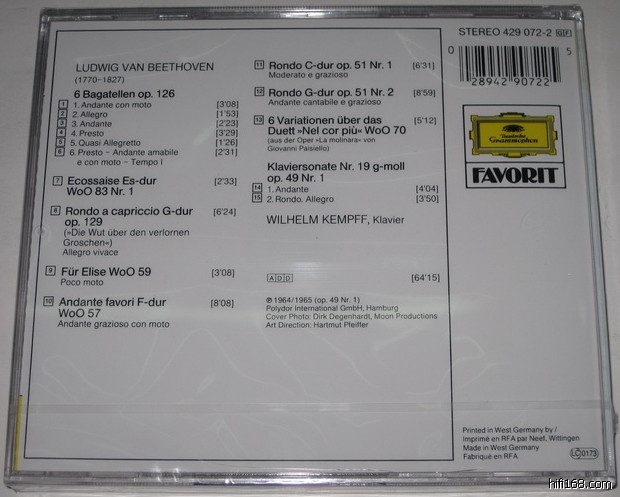 LUDWIG VAN BEETHOVEN
(1770-1827)
6 Bagatellen op. 126
1 1. Andante con moto [3'08]
2 2. Allegro [1'53]
3 3. Andante [2'23]
4 4. Presto [3'29]
5 5. Quasi Allegretto [1'26]
6 6. Presto – Andante amabile
e con moto – Tempo I [2'31]
7 Ecossaise Es-dur [2'33]
WoO 83 Nr. 1
8 Rondo a capriccio G-dur [6'24]
op. 129
(»Die Wut über den verlornen
Groschen«)
Allegro vivace
9 Für Elise WoO 59 [3'08]
Poco moto
10 Andante favori F-dur [8'08]
WoO 57
Andante grazioso con moto
11 Rondo C-dur op. 51 Nr. 1 [6'31]
Moderato e grazioso
12 Rondo G-dur op. 51 Nr. 2 [8'59]
Andante cantabile e grazioso
13 6 Variationen über das [5'12]
Duett »Nel cor più« WoO 70
(aus der Oper »La molinara« von
Giovanni Paisiello)
Klaviersonate Nr. 19 g-moll
op. 49 Nr. 1
14 1. Andante [4'04]
15 2. Rondo. Allegro [3'50]
WILHELM KEMPFF, Klavier
ADD [64'15]
℗ 1964/1965 (op. 49 Nr. 1)
Polydor International GmbH, Hamburg
Cover Photo: Dirk Degenhardt, Moon Productions
Art Direction: Hartmut Pfeiffer
STEREO 429 072-2 GF
0 28942 90722 5
Deutsche
Grammophon
FAVORIT
Printed in West Germany by /
Imprimé en RFA par Neef, Wittingen
Made in West Germany
Fabriqué en RFA
LC 0173
hifi168.com